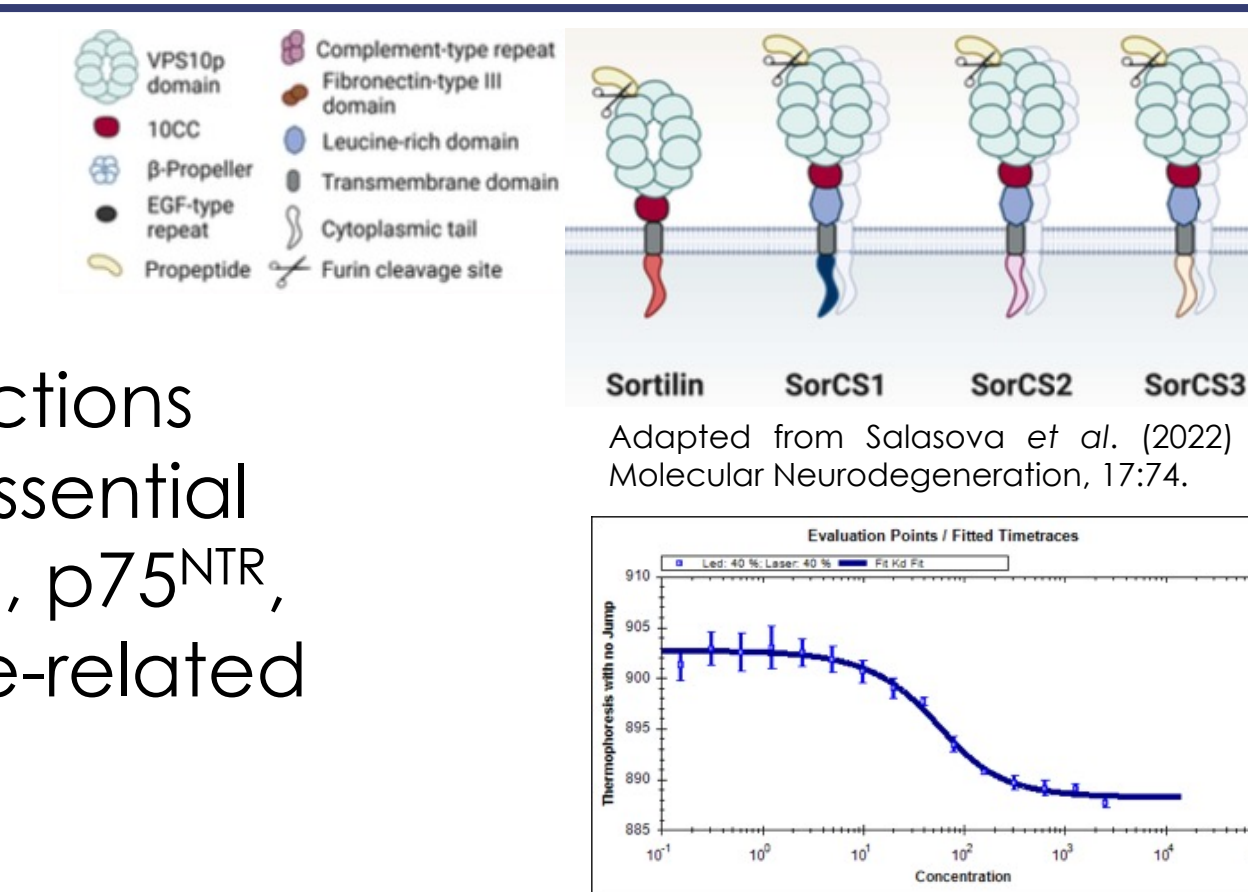 VPS10p
domain
10CC
β-Propeller
EGF-type
repeat
Propeptide
Complement-type repeat
Fibronectin-type III
domain
Leucine-rich domain
Transmembrane domain
Cytoplasmic tail
Furin cleavage site
Sortilin SorCS1 SorCS2 SorCS3
Adapted from Salasova et al. (2022)
Molecular Neurodegeneration, 17:74.
ctions
ssential
, p75ᴺᵀᴿ,
e-related
Evaluation Points / Fitted Timetraces
Led: 40 %; Laser: 40 % Fit Kd Fit
Thermophoresis with no Jump
910
905
900
895
890
885
10⁻¹ 10⁰ 10¹ 10² 10³ 10⁴
Concentration